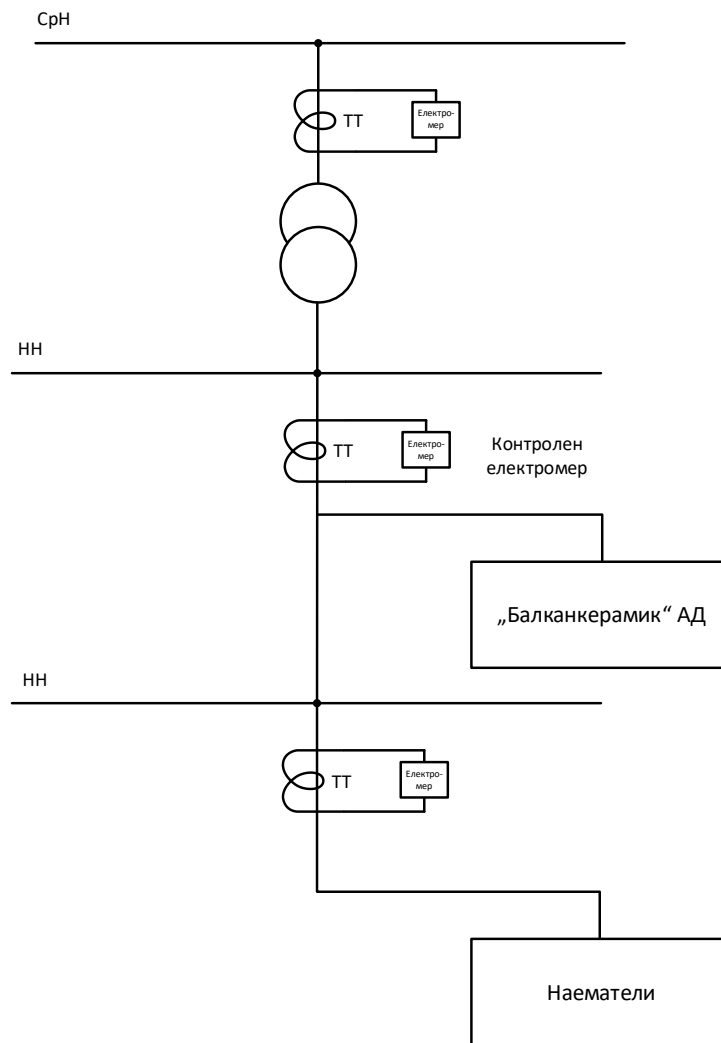 СрН
Електро-
мер
ТТ
НН
Електро-
мер
ТТ
Контролен
електромер
„Балканкерамик“ АД
НН
Електро-
мер
ТТ
Наематели